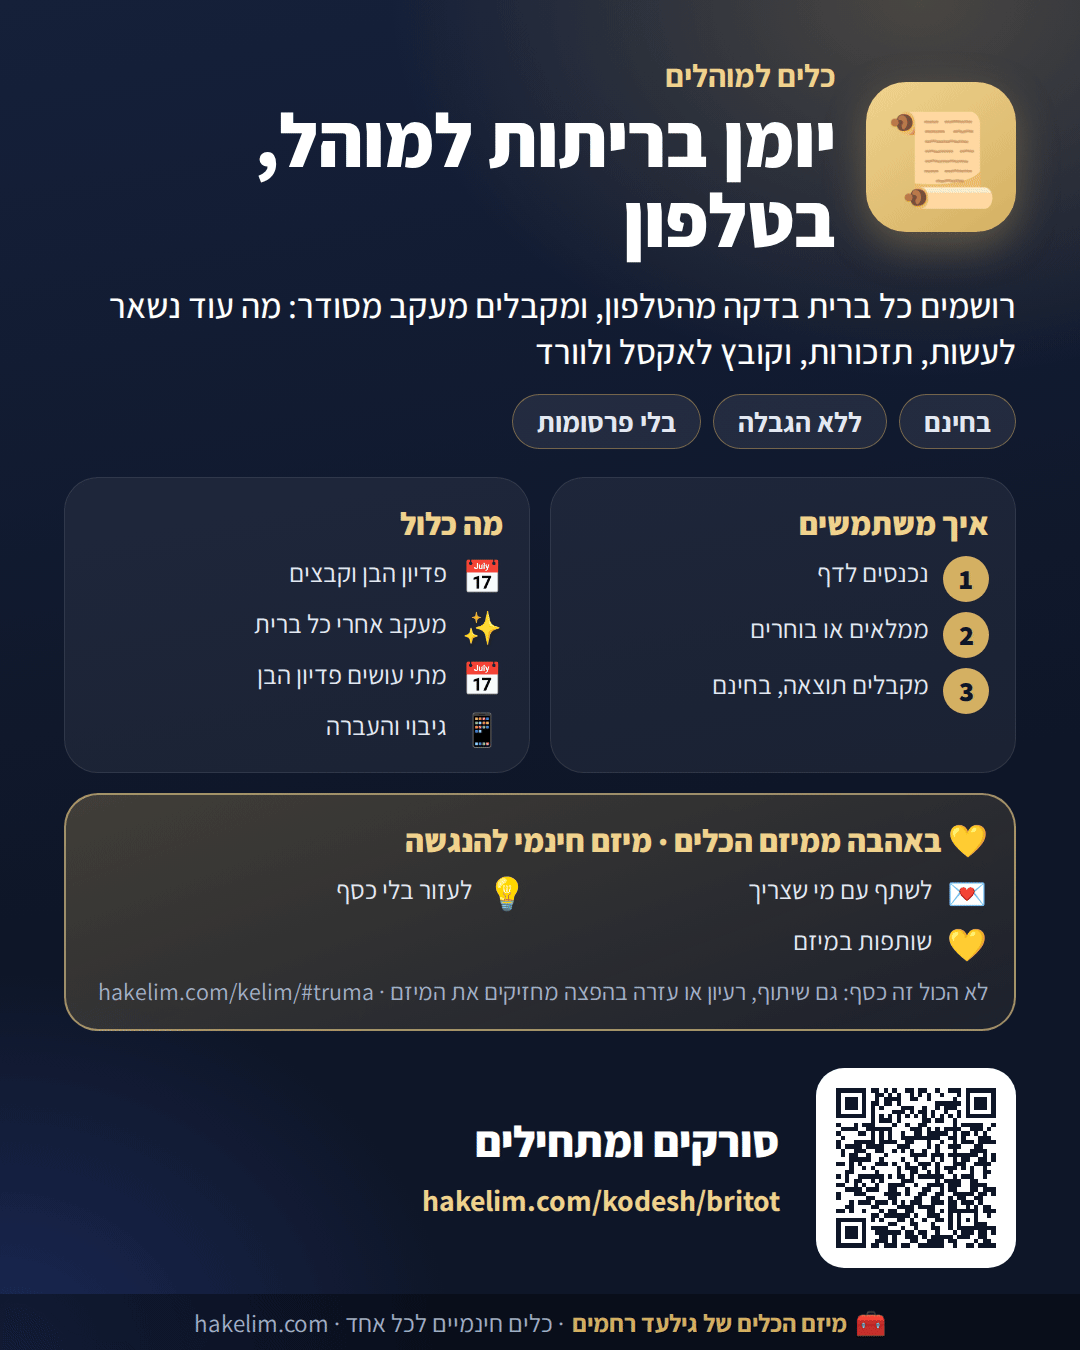 כלים למוהלים
יומן בריתות למוהל,
בטלפון
רושמים כל ברית בדקה מהטלפון, ומקבלים מעקב מסודר: מה עוד נשאר
לעשות, תזכורות, וקובץ לאקסל ולוורד
בחינם
ללא הגבלה
בלי פרסומות
איך משתמשים
1 נכנסים לדף
2 ממלאים או בוחרים
3 מקבלים תוצאה, בחינם
מה כלול
פדיון הבן וקבצים
מעקב אחרי כל ברית
מתי עושים פדיון הבן
גיבוי והעברה
באהבה ממיזם הכלים · מיזם חינמי להנגשה
לשתף עם מי שצריך
לעזור בלי כסף
שותפות במיזם
לא הכול זה כסף: גם שיתוף, רעיון או עזרה בהפצה מחזיקים את המיזם · hakelim.com/kelim/#truma
סורקים ומתחילים
hakelim.com/kodesh/britot
מיזם הכלים של גילעד רחמים · כלים חינמיים לכל אחד · hakelim.com